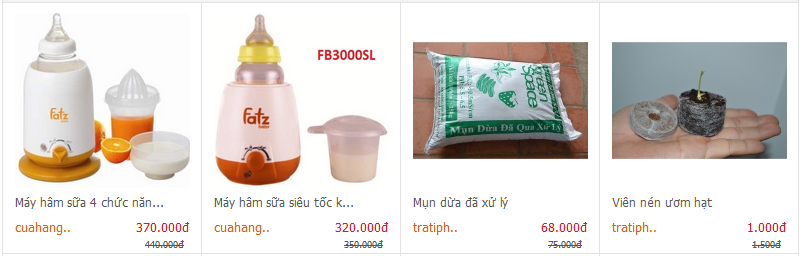 fatz
baby
FB3000SL
fatz
baby
Green
Space
Mụn Dừa Đã Qua Xử Lý
Máy hâm sữa 4 chức năn...
Máy hâm sữa siêu tốc k...
Mụn dừa đã xử lý
Viên nén ươm hạt
cuahang..
370.000đ
cuahang..
320.000đ
tratiph..
68.000đ
tratiph..
1.000đ
440.000đ
350.000đ
75.000đ
1.500đ